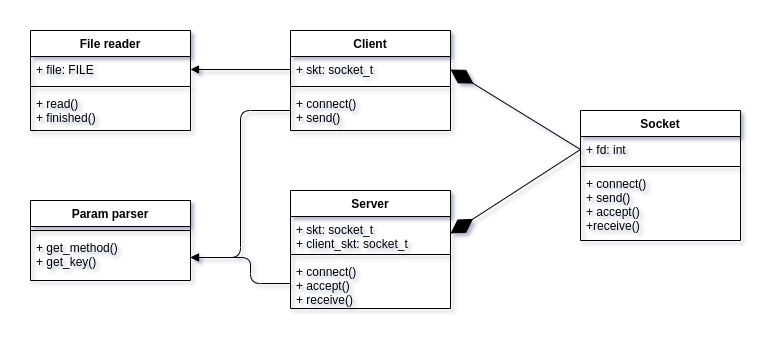 File reader
+ file: FILE
+ read()
+ finished()
Client
+ skt: socket_t
+ connect()
+ send()
Socket
+ fd: int
+ connect()
+ send()
+ accept()
+receive()
Param parser
+ get_method()
+ get_key()
Server
+ skt: socket_t
+ client_skt: socket_t
+ connect()
+ accept()
+ receive()